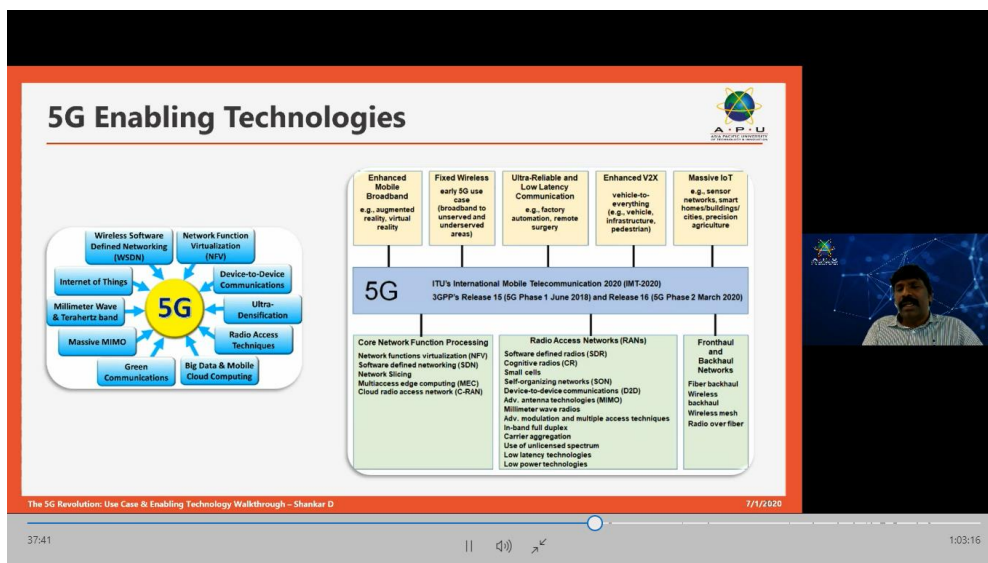 5G Enabling Technologies
A · P · U
ASIA PACIFIC UNIVERSITY
OF TECHNOLOGY & INNOVATION
Wireless Software
Defined Networking
(WSDN)
Network Function
Virtualization
(NFV)
Internet of Things
Device-to-Device
Communications
Millimeter Wave
& Terahertz band
5G
Ultra-
Densification
Massive MIMO
Radio Access
Techniques
Green
Communications
Big Data & Mobile
Cloud Computing
Enhanced
Mobile
Broadband
e.g., augmented
reality, virtual
reality
Fixed Wireless
early 5G use
case
(broadband to
unserved and
underserved
areas)
Ultra-Reliable and
Low Latency
Communication
e.g., factory
automation, remote
surgery
Enhanced V2X
vehicle-to-
everything
(e.g., vehicle,
infrastructure,
pedestrian)
Massive IoT
e.g., sensor
networks, smart
homes/buildings/
cities, precision
agriculture
5G
ITU's International Mobile Telecommunication 2020 (IMT-2020)
3GPP's Release 15 (5G Phase 1 June 2018) and Release 16 (5G Phase 2 March 2020)
Core Network Function Processing
Network functions virtualization (NFV)
Software defined networking (SDN)
Network Slicing
Multiaccess edge computing (MEC)
Cloud radio access network (C-RAN)
Radio Access Networks (RANs)
Software defined radios (SDR)
Cognitive radios (CR)
Small cells
Self-organizing networks (SON)
Device-to-device communications (D2D)
Adv. antenna technologies (MIMO)
Millimeter wave radios
Adv. modulation and multiple access techniques
In-band full duplex
Carrier aggregation
Use of unlicensed spectrum
Low latency technologies
Low power technologies
Fronthaul
and
Backhaul
Networks
Fiber backhaul
Wireless
backhaul
Wireless mesh
Radio over fiber
The 5G Revolution: Use Case & Enabling Technology Walkthrough – Shankar D
7/1/2020
37:41
1:03:16